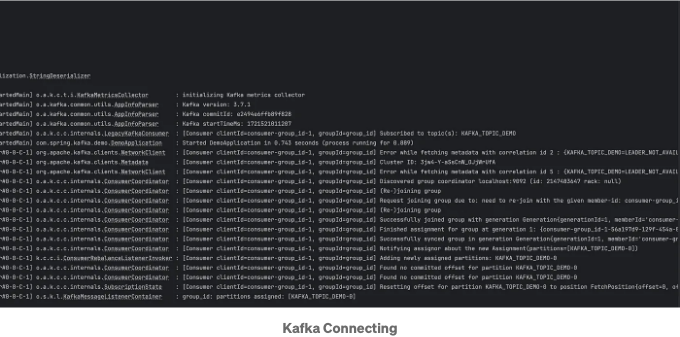 lization.StringDeserializer
artedMain] o.a.k.c.t.i.KafkaMetricsCollector : initializing Kafka metrics collector
artedMain] o.a.kafka.common.utils.AppInfoParser : Kafka version: 3.7.1
artedMain] o.a.kafka.common.utils.AppInfoParser : Kafka commitId:
artedMain] o.a.kafka.common.utils.AppInfoParser : Kafka startTimeMs: 1721521011207
artedMain] o.a.k.c.c.internals.LegacyKafkaConsumer : [Consumer clientId=consumer-group_id-1, groupId=group_id] Subscribed to topic(s): KAFKA_TOPIC_DEMO
artedMain] com.spring.kafka.demo.DemoApplication : Started DemoApplication in 0.743 seconds (process running for 0.889)
r#0-0-C-1] org.apache.kafka.clients.NetworkClient : [Consumer clientId=consumer-group_id-1, groupId=group_id] Error while fetching metadata with correlation id 2 : {KAFKA_TOPIC_DEMO=LEADER_NOT_AVAIL
r#0-0-C-1] org.apache.kafka.clients.Metadata : [Consumer clientId=consumer-group_id-1, groupId=group_id] Cluster ID:
r#0-0-C-1] org.apache.kafka.clients.NetworkClient : [Consumer clientId=consumer-group_id-1, groupId=group_id] Error while fetching metadata with correlation id 5 : {KAFKA_TOPIC_DEMO=LEADER_NOT_AVAIL
r#0-0-C-1] o.a.k.c.c.internals.ConsumerCoordinator : [Consumer clientId=consumer-group_id-1, groupId=group_id] Discovered group coordinator localhost:9092 (id: 2147483647 rack: null)
r#0-0-C-1] o.a.k.c.c.internals.ConsumerCoordinator : [Consumer clientId=consumer-group_id-1, groupId=group_id] (Re-)joining group
r#0-0-C-1] o.a.k.c.c.internals.ConsumerCoordinator : [Consumer clientId=consumer-group_id-1, groupId=group_id] Request joining group due to: need to re-join with the given member-id: consumer-group_i
r#0-0-C-1] o.a.k.c.c.internals.ConsumerCoordinator : [Consumer clientId=consumer-group_id-1, groupId=group_id] (Re-)joining group
r#0-0-C-1] o.a.k.c.c.internals.ConsumerCoordinator : [Consumer clientId=consumer-group_id-1, groupId=group_id] Successfully joined group with generation Generation{generationId=1, memberId='consumer-
r#0-0-C-1] o.a.k.c.c.internals.ConsumerCoordinator : [Consumer clientId=consumer-group_id-1, groupId=group_id] Finished assignment for group at generation 1:
r#0-0-C-1] o.a.k.c.c.internals.ConsumerCoordinator : [Consumer clientId=consumer-group_id-1, groupId=group_id] Successfully synced group in generation Generation{generationId=1, memberId='consumer-gr
r#0-0-C-1] o.a.k.c.c.internals.ConsumerCoordinator : [Consumer clientId=consumer-group_id-1, groupId=group_id] Notifying assignor about the new Assignment(partitions=[KAFKA_TOPIC_DEMO-0])
r#0-0-C-1] k.c.c.i.ConsumerRebalanceListenerInvoker : [Consumer clientId=consumer-group_id-1, groupId=group_id] Adding newly assigned partitions: KAFKA_TOPIC_DEMO-0
r#0-0-C-1] o.a.k.c.c.internals.ConsumerCoordinator : [Consumer clientId=consumer-group_id-1, groupId=group_id] Found no committed offset for partition KAFKA_TOPIC_DEMO-0
r#0-0-C-1] o.a.k.c.c.internals.ConsumerCoordinator : [Consumer clientId=consumer-group_id-1, groupId=group_id] Found no committed offset for partition KAFKA_TOPIC_DEMO-0
r#0-0-C-1] o.a.k.c.c.internals.SubscriptionState : [Consumer clientId=consumer-group_id-1, groupId=group_id] Resetting offset for partition KAFKA_TOPIC_DEMO-0 to position FetchPosition{offset=0, o
r#0-0-C-1] o.s.k.l.KafkaMessageListenerContainer : group_id: partitions assigned: [KAFKA_TOPIC_DEMO-0]
Kafka Connecting